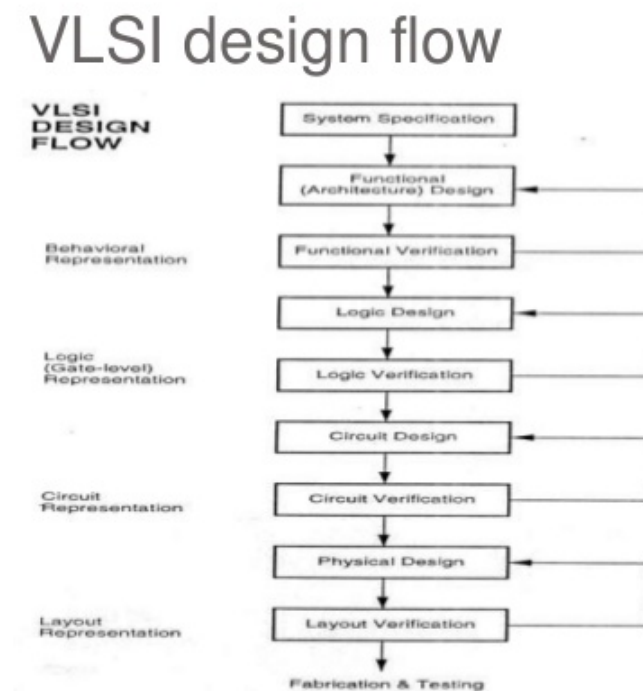 VLSI design flow
VLSI
DESIGN
FLOW
System Specification
Functional
(Architecture) Design
Behavioral
Representation
Functional Verification
Logic Design
Logic
(Gate-level)
Representation
Logic Verification
Circuit Design
Circuit
Representation
Circuit Verification
Physical Design
Layout
Representation
Layout Verification
Fabrication & Testing